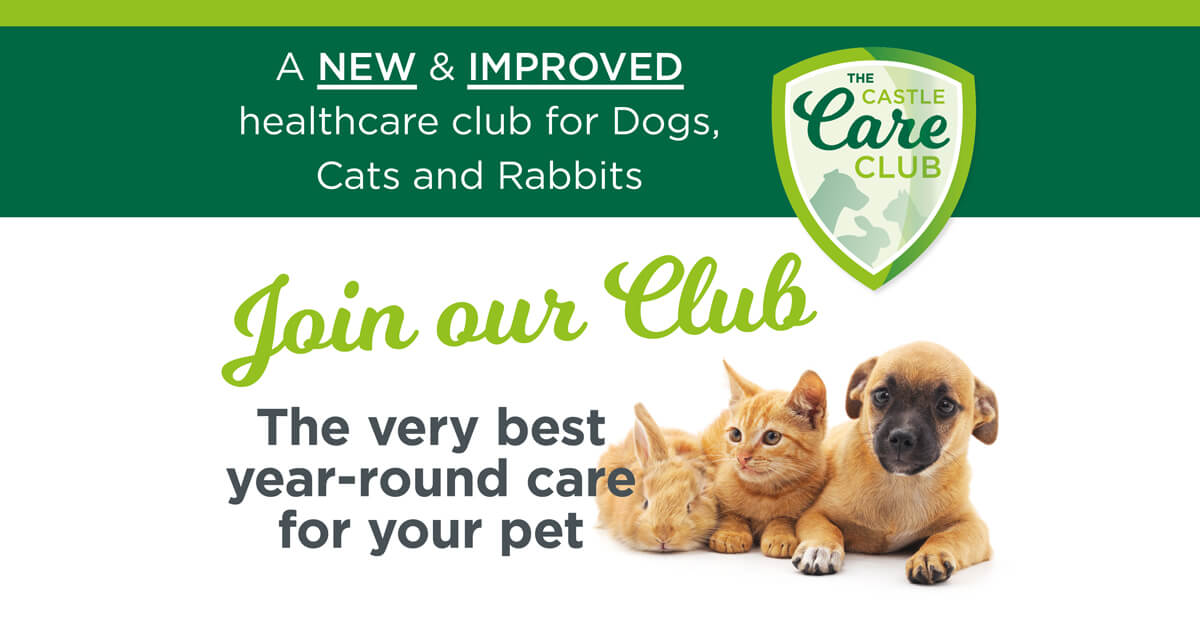 A NEW & IMPROVED
healthcare club for Dogs,
Cats and Rabbits
THE
CASTLE
Care
CLUB
Join our Club
The very best
year-round care
for your pet